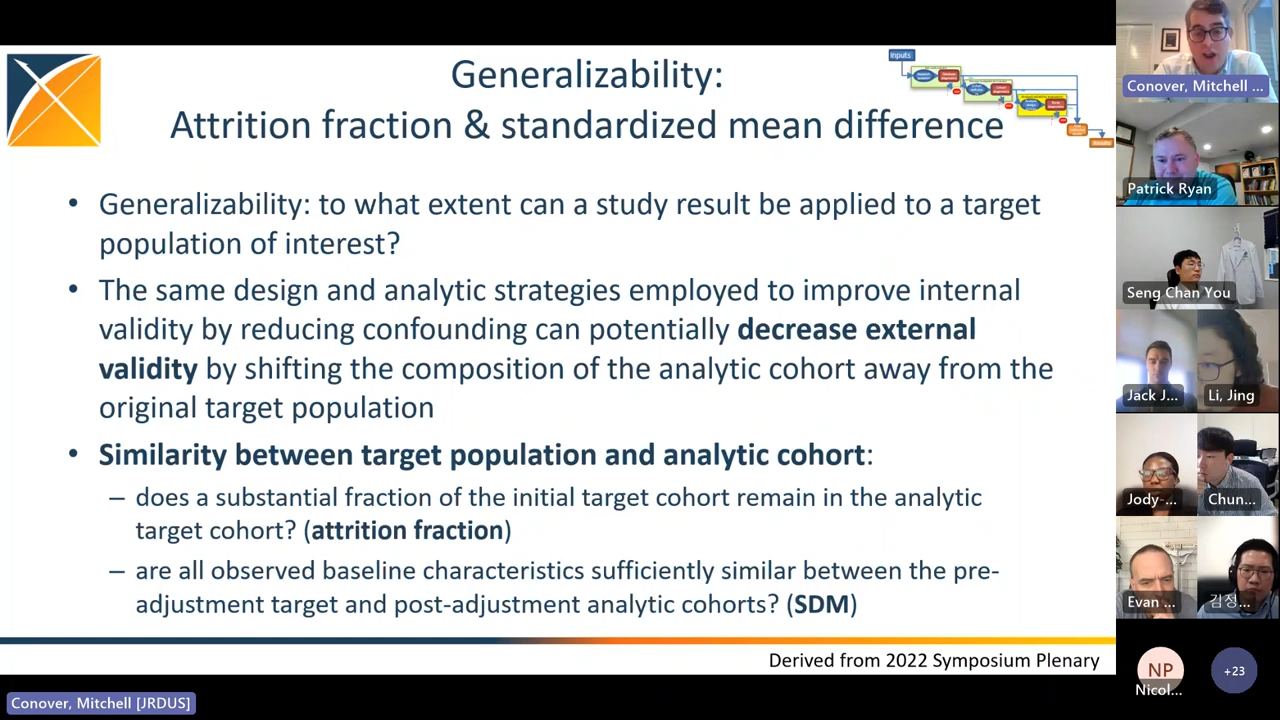 Generalizability:
Attrition fraction & standardized mean difference
Inputs
• Generalizability: to what extent can a study result be applied to a target
population of interest?
• The same design and analytic strategies employed to improve internal
validity by reducing confounding can potentially decrease external
validity by shifting the composition of the analytic cohort away from the
original target population
• Similarity between target population and analytic cohort:
– does a substantial fraction of the initial target cohort remain in the analytic
target cohort? (attrition fraction)
– are all observed baseline characteristics sufficiently similar between the pre-
adjustment target and post-adjustment analytic cohorts? (SDM)
Derived from 2022 Symposium Plenary
Conover, Mitchell [JRDUS]
Conover, Mitchell ...
Patrick Ryan
Seng Chan You
Jack J...
Li, Jing
Jody-...
Chun...
Evan ...
김정...
NP
Nicol...
+23